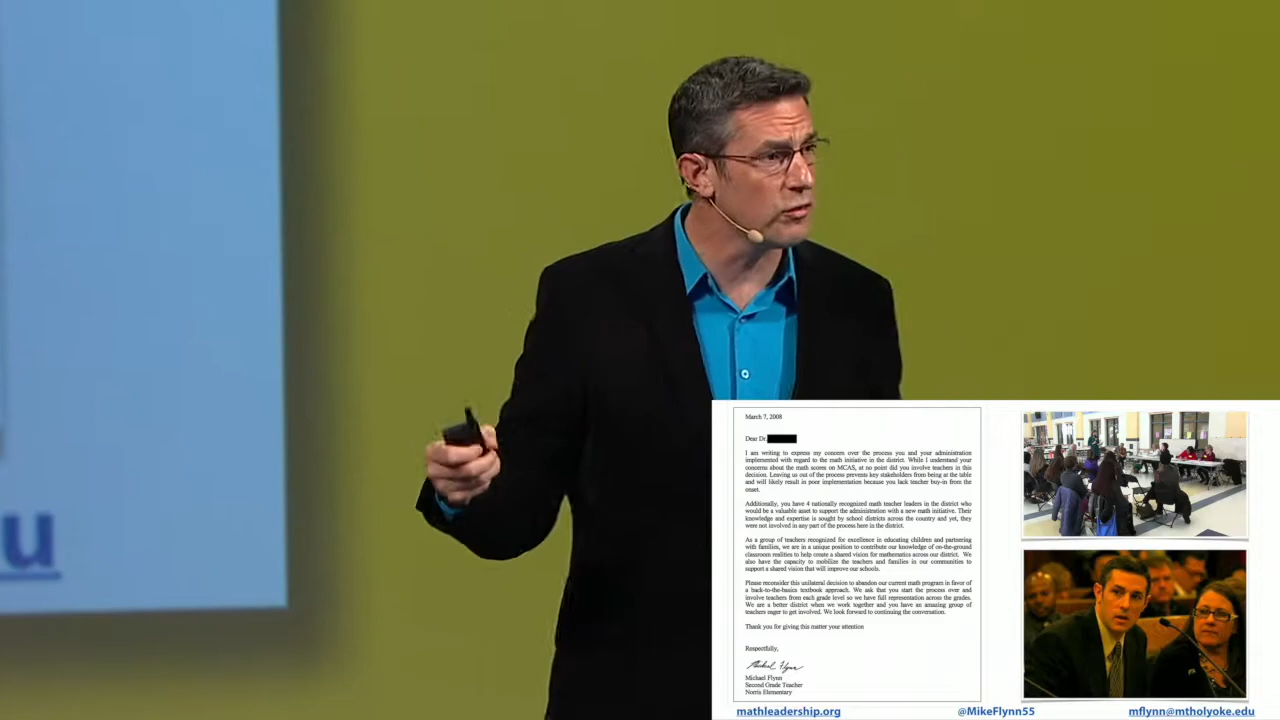 u
March 7, 2008
Dear Dr.
I am writing to express my concern over the process you and your administration
implemented with regard to the math initiative in the district. While I understand your
concerns about the math scores on MCAS, at no point did you involve teachers in this
decision. Leaving us out of the process prevents key stakeholders from being at the table
and will likely result in poor implementation because you lack teacher buy-in from the
onset.
Additionally, you have 4 nationally recognized math teacher leaders in the district who
would be a valuable asset to support the administration with a new math initiative. Their
knowledge and expertise is sought by school districts across the country and yet, they
were not involved in any part of the process here in the district.
As a group of teachers recognized for excellence in educating children and partnering
with families, we are in a unique position to contribute our knowledge of on-the-ground
classroom realities to help create a shared vision for mathematics across our district. We
also have the capacity to mobilize the teachers and families in our communities to
support a shared vision that will improve our schools.
Please reconsider this unilateral decision to abandon our current math program in favor of
a back-to-the-basics textbook approach. We ask that you start the process over and
involve teachers from each grade level so we have full representation across the grades.
We are a better district when we work together and you have an amazing group of
teachers eager to get involved. We look forward to continuing the conversation.
Thank you for giving this matter your attention
Respectfully,
Michael Flynn
Michael Flynn
Second Grade Teacher
Norris Elementary
mathleadership.org
@MikeFlynn55
mflynn@mtholyoke.edu